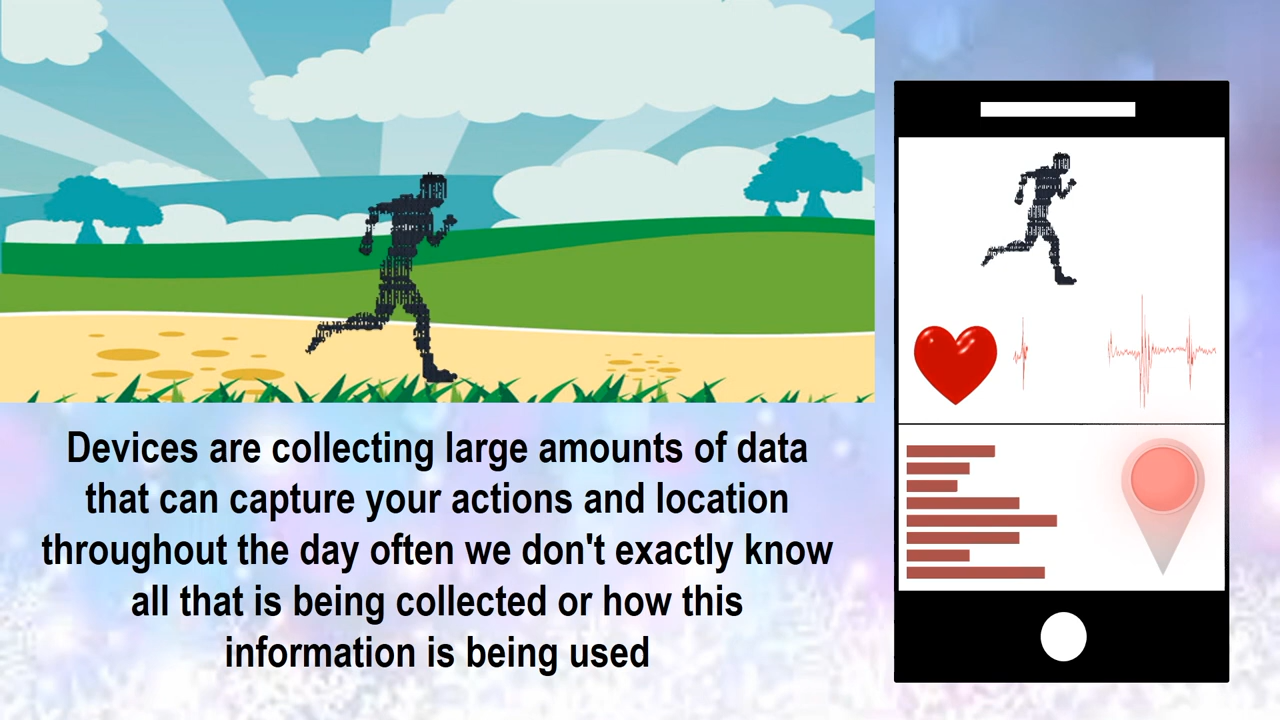 Devices are collecting large amounts of data
that can capture your actions and location
throughout the day often we don't exactly know
all that is being collected or how this
information is being used